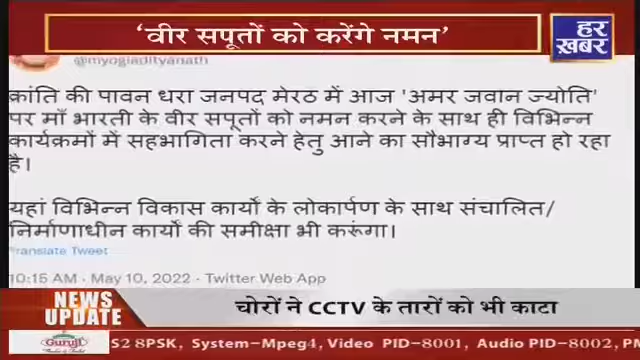 ‘वीर सपूतों को करेंगे नमन’
हर
ख़बर
@myogiadityanath
क्रांति की पावन धरा जनपद मेरठ में आज 'अमर जवान ज्योति'
पर माँ भारती के वीर सपूतों को नमन करने के साथ ही विभिन्न
कार्यक्रमों में सहभागिता करने हेतु आने का सौभाग्य प्राप्त हो रहा
है।
यहां विभिन्न विकास कार्यों के लोकार्पण के साथ संचालित/
निर्माणाधीन कार्यों की समीक्षा भी करूंगा।
Translate Tweet
10:15 AM · May 10, 2022 · Twitter Web App
NEWS
UPDATE
चोरों ने CCTV के तारों को भी काटा
Guruji
S2 8PSK, System-Mpeg4, Video PID-8001, Audio PID-8002, P